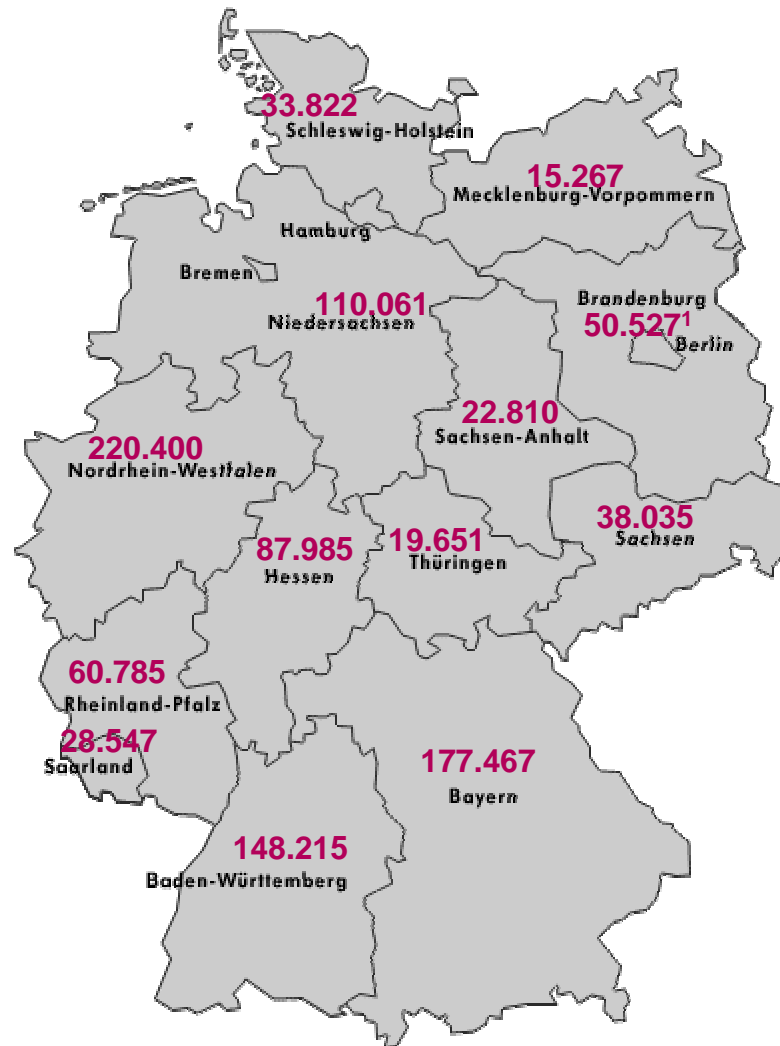 33.822
Schleswig-Holstein
15.267
Mecklenburg-Vorpommern
Hamburg
Bremen
110.061
Niedersachsen
Brandenburg
50.527¹
Berlin
22.810
Sachsen-Anhalt
220.400
Nordrhein-Westfalen
38.035
Sachsen
87.985
Hessen
19.651
Thüringen
60.785
Rheinland-Pfalz
28.547
Saarland
177.467
Bayern
148.215
Baden-Württemberg